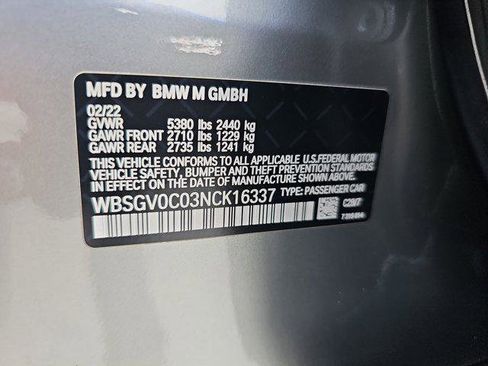 MFD BY BMW M GMBH
02/22
GVWR 5380 lbs 2440 kg
GAWR FRONT 2710 lbs 1229 kg
GAWR REAR 2735 lbs 1241 kg
THIS VEHICLE CONFORMS TO ALL APPLICABLE U.S.FEDERAL MOTOR
VEHICLE SAFETY, BUMPER AND THEFT STANDARDS IN EFFECT
ON THE DATE OF MANUFACTURE SHOWN ABOVE.
WBSGV0C03NCK16337 TYPE: PASSENGER CAR
C28/7